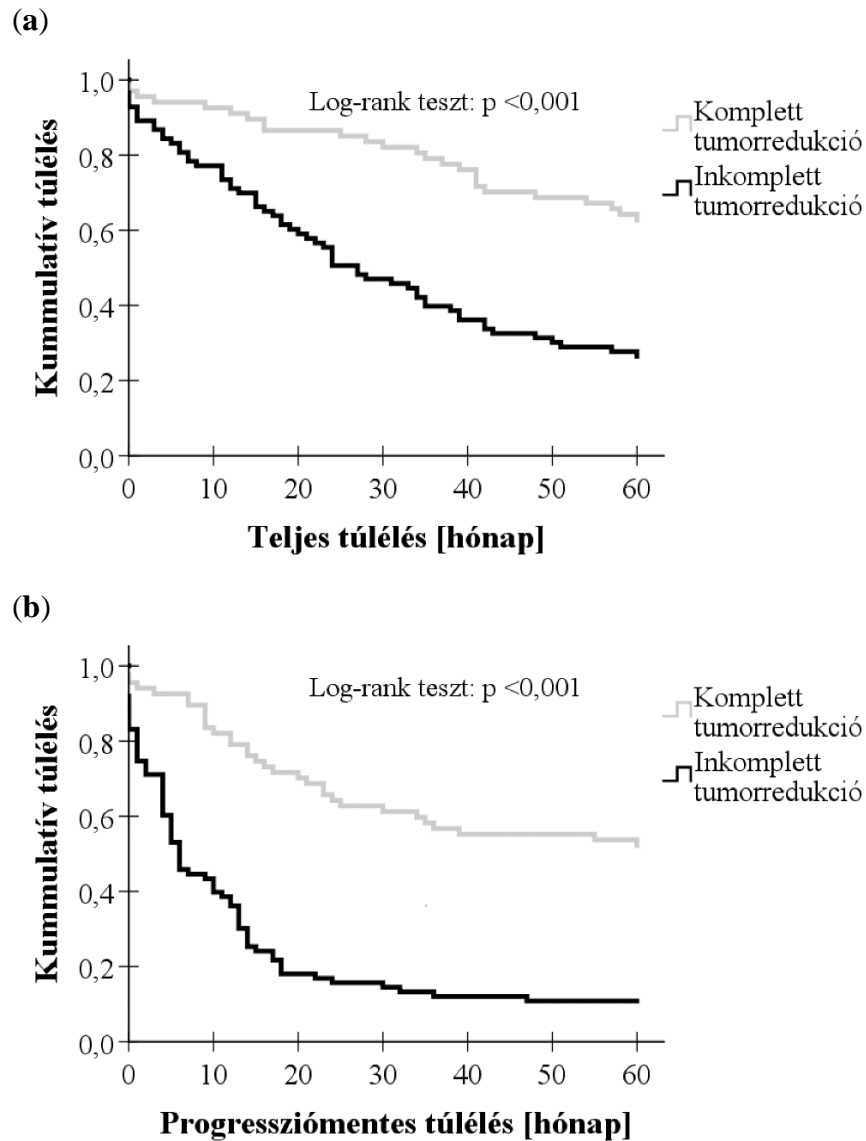 (a)
1,0
0,8
0,6
0,4
0,2
0,0
Kummulatív túlélés
Log-rank teszt: p <0,001
Komplett
tumorredukció
Inkomplett
tumorredukció
0 10 20 30 40 50 60
Teljes túlélés [hónap]
(b)
1,0
0,8
0,6
0,4
0,2
0,0
Kummulatív túlélés
Log-rank teszt: p <0,001
Komplett
tumorredukció
Inkomplett
tumorredukció
0 10 20 30 40 50 60
Progressziómentes túlélés [hónap]